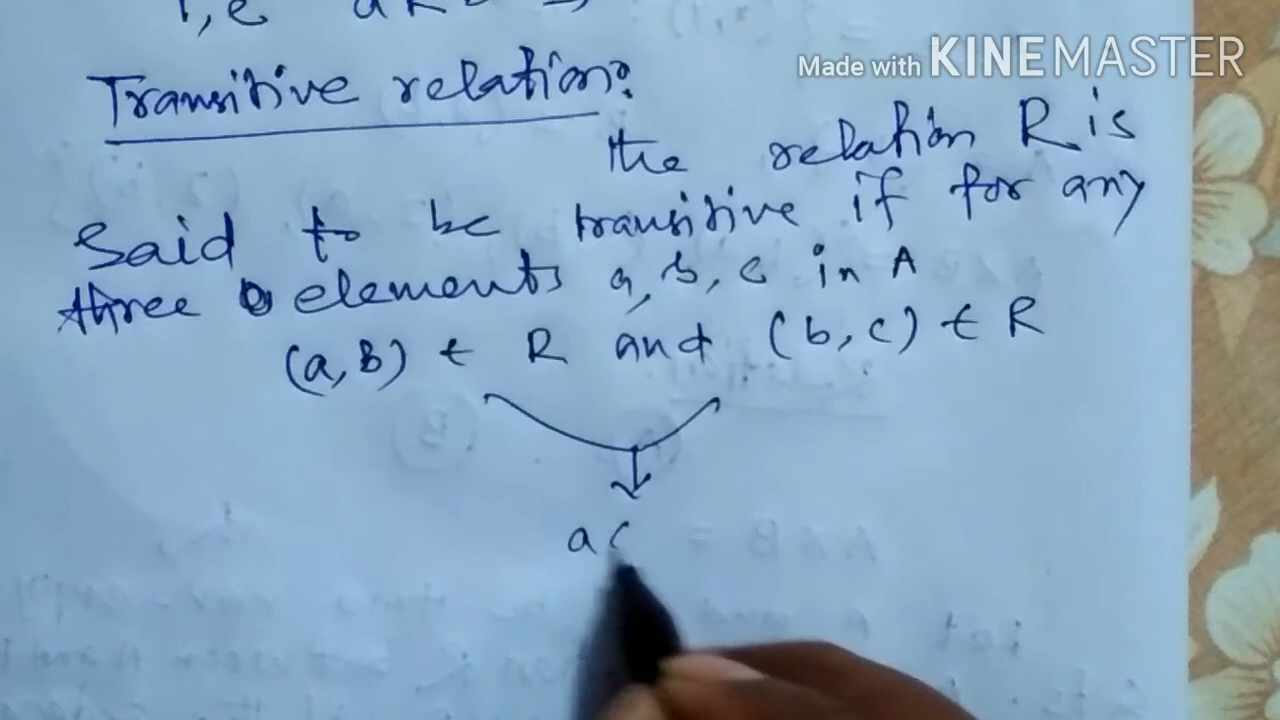 i,e aR
Made with KINEMASTER
Transitive relation:
the relation R is
said to be transitive if for any
three elements a, b, c in A
(a,b) ∈ R and (b,c) ∈ R
a